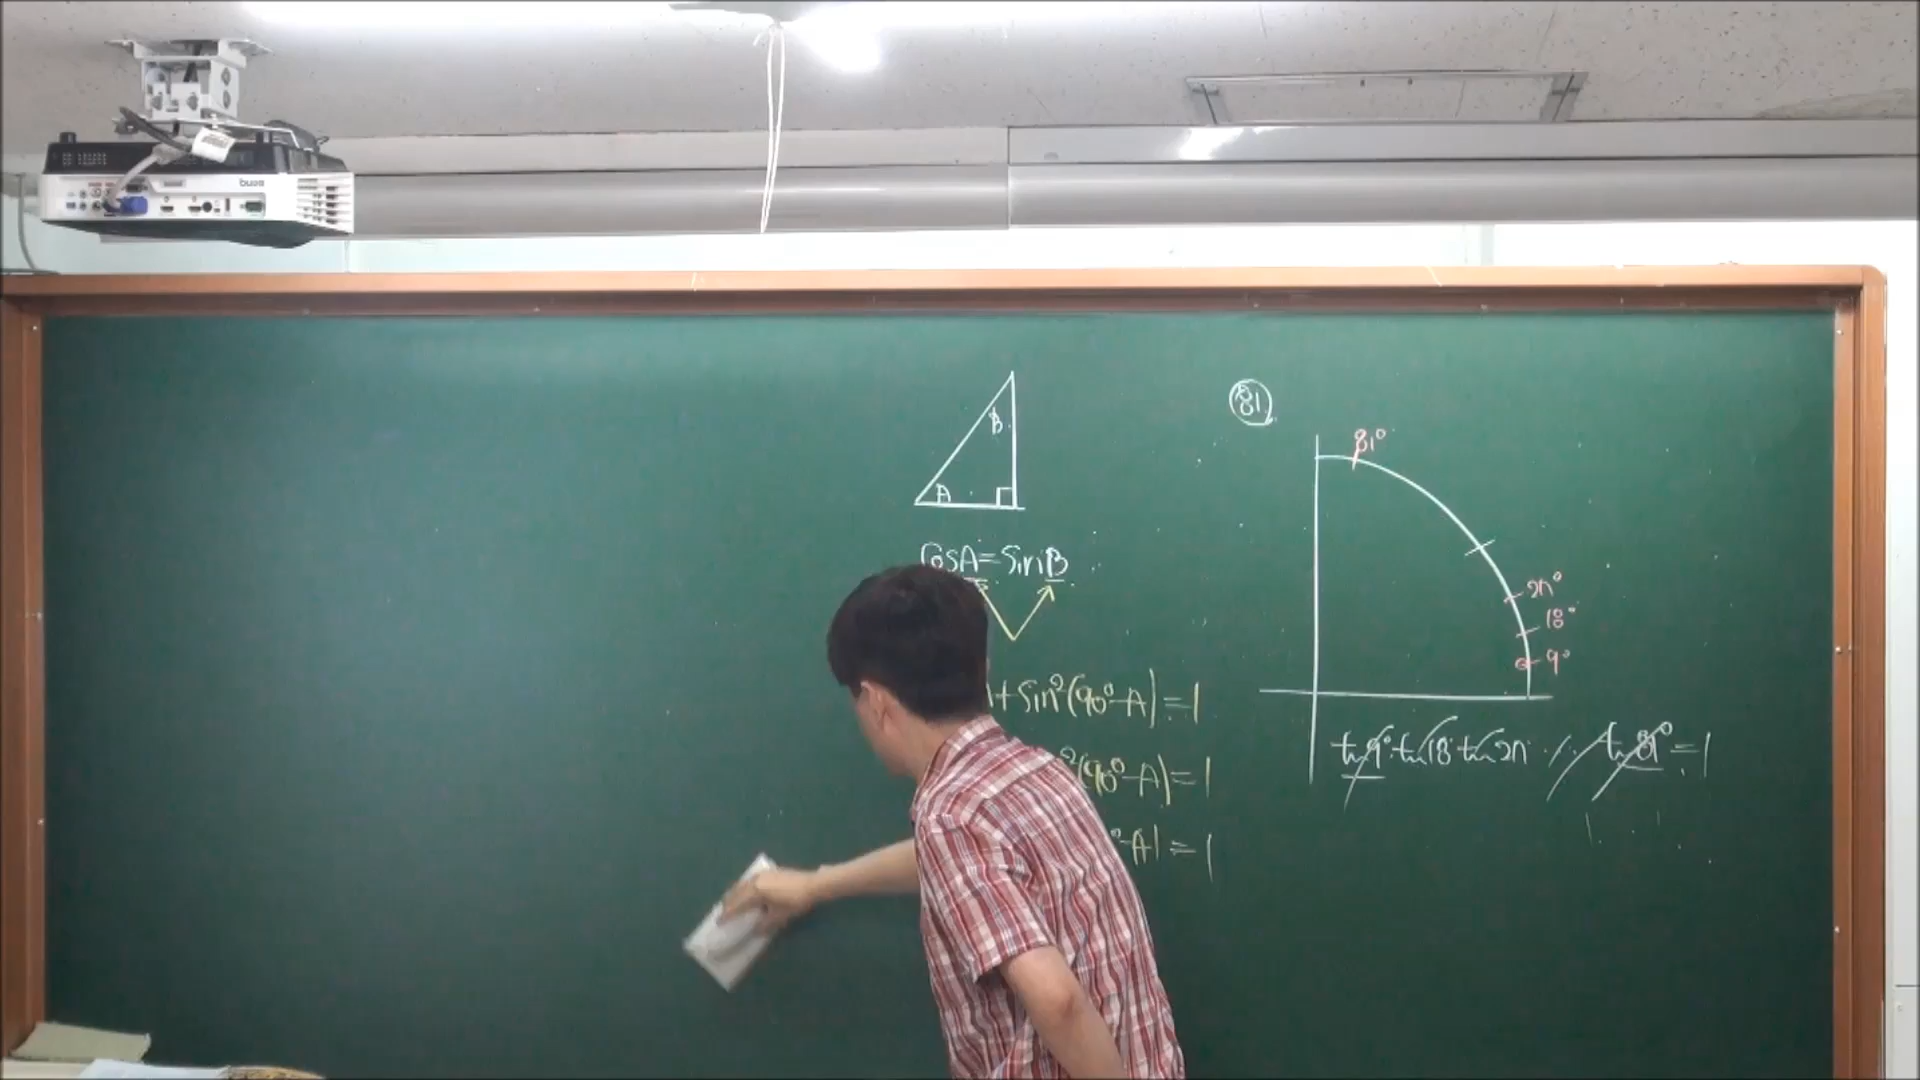 B
A
cosA=sinB
+ sin²(90°-A)=1
²(90°-A)=1
°-A)=1
81
81°
27°
18°
9°
tan9°·tan18·tan27 ··· tan81°=1
BenQ